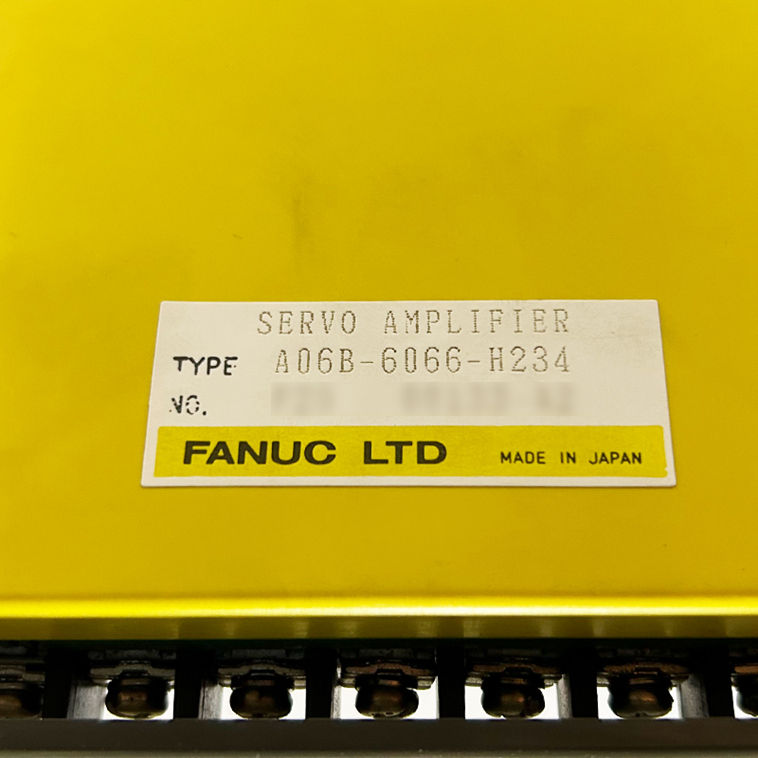 SERVO AMPLIFIER
TYPE A06B-6066-H234
NO.
FANUC LTD MADE IN JAPAN